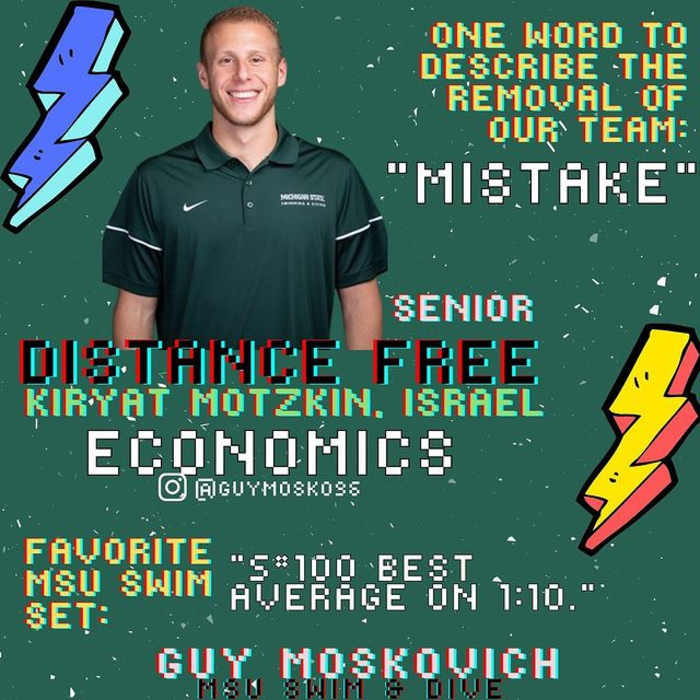 ONE WORD TO
DESCRIBE THE
REMOVAL OF
OUR TEAM:
"MISTAKE"
MICHIGAN STATE
SWIMMING & DIVING
SENIOR
DISTANCE FREE
KIRYAT MOTZKIN, ISRAEL
ECONOMICS
@GUYMOSKO96
FAVORITE
MSU SWIM
SET:
"5*100 BEST
AVERAGE ON 1:10."
GUY MOSKOVICH
MSU SWIM & DIVE